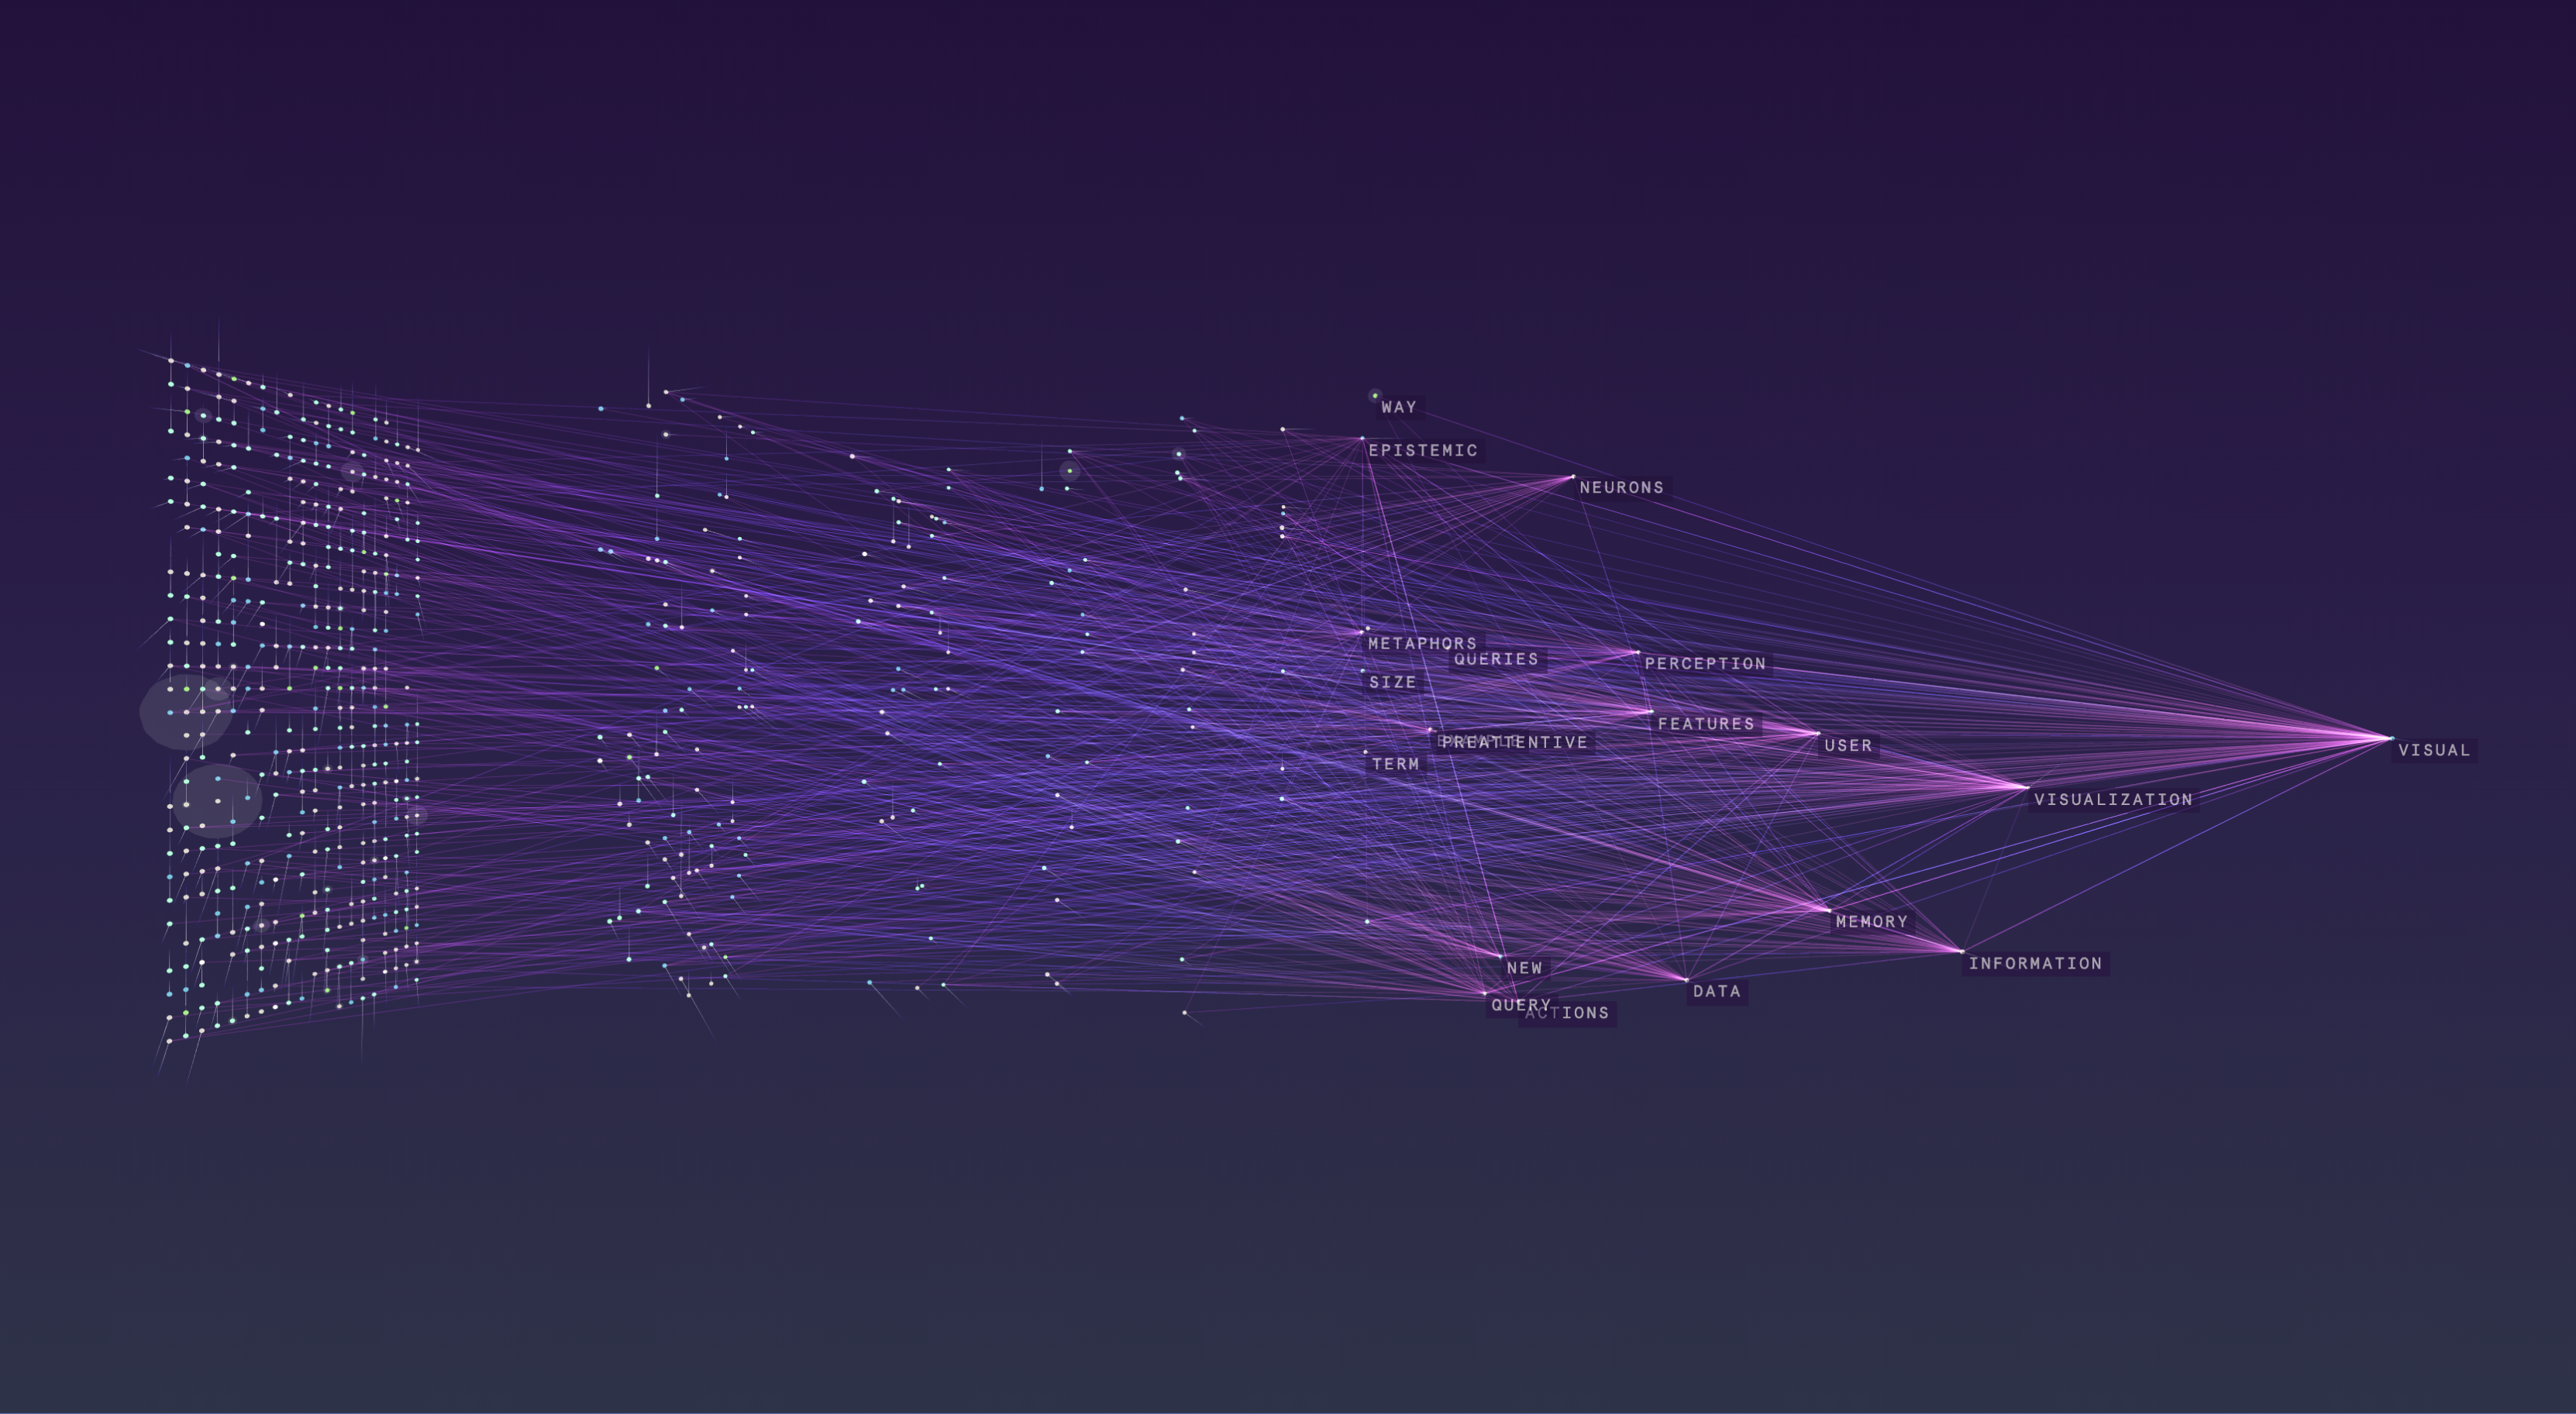 WAY
EPISTEMIC
NEURONS
METAPHORS
QUERIES
PERCEPTION
SIZE
FEATURES
PREATTENTIVE
USER
VISUAL
TERM
VISUALIZATION
MEMORY
INFORMATION
NEW
DATA
QUERY
ACTIONS